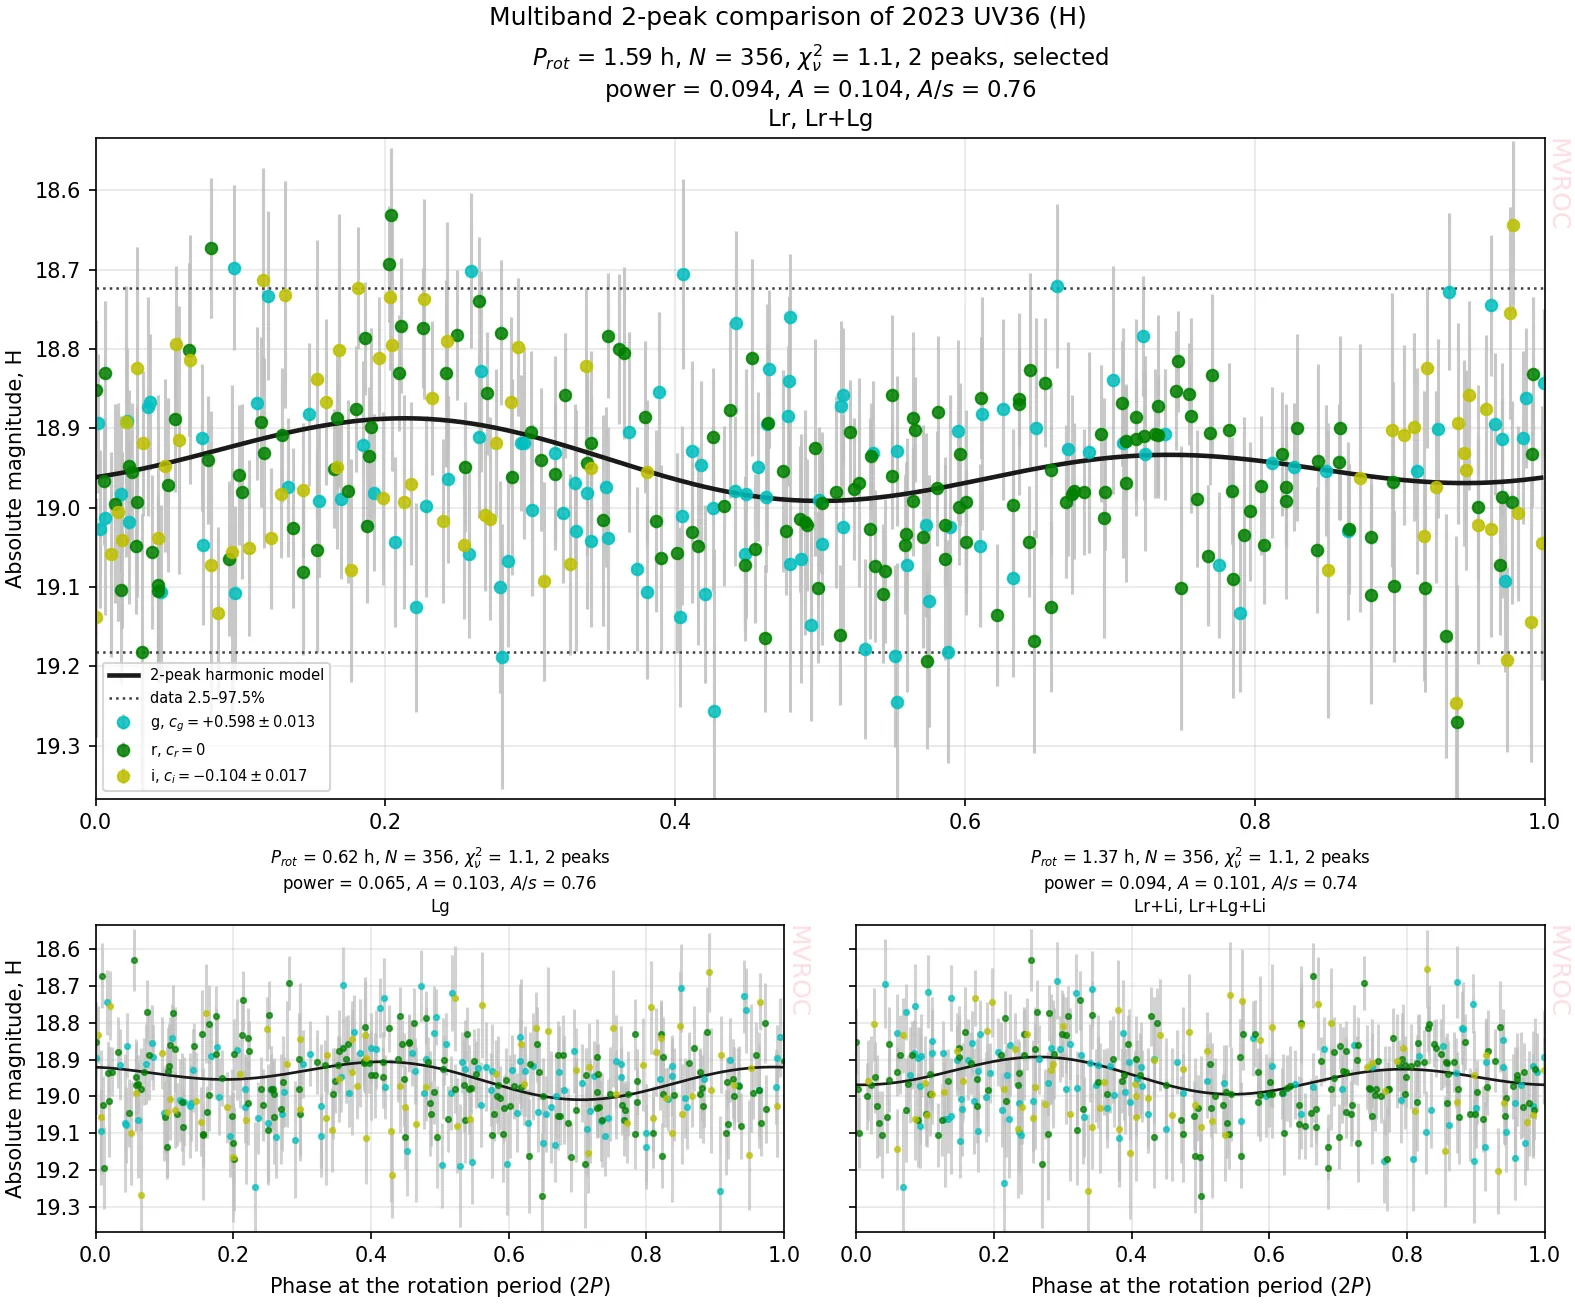 Multiband 2-peak comparison of 2023 UV36 (H)
P_rot = 1.59 h, N = 356, χ²_ν = 1.1, 2 peaks, selected
power = 0.094, A = 0.104, A/s = 0.76
Lr, Lr+Lg
MVROC
Absolute magnitude, H
18.6
18.7
18.8
18.9
19.0
19.1
19.2
19.3
2-peak harmonic model
data 2.5–97.5%
g, c_g = +0.598 ± 0.013
r, c_r = 0
i, c_i = −0.104 ± 0.017
0.0 0.2 0.4 0.6 0.8 1.0
P_rot = 0.62 h, N = 356, χ²_ν = 1.1, 2 peaks
power = 0.065, A = 0.103, A/s = 0.76
Lg
MVROC
Absolute magnitude, H
18.6
18.7
18.8
18.9
19.0
19.1
19.2
19.3
0.0 0.2 0.4 0.6 0.8 1.0
Phase at the rotation period (2P)
P_rot = 1.37 h, N = 356, χ²_ν = 1.1, 2 peaks
power = 0.094, A = 0.101, A/s = 0.74
Lr+Li, Lr+Lg+Li
MVROC
0.0 0.2 0.4 0.6 0.8 1.0
Phase at the rotation period (2P)